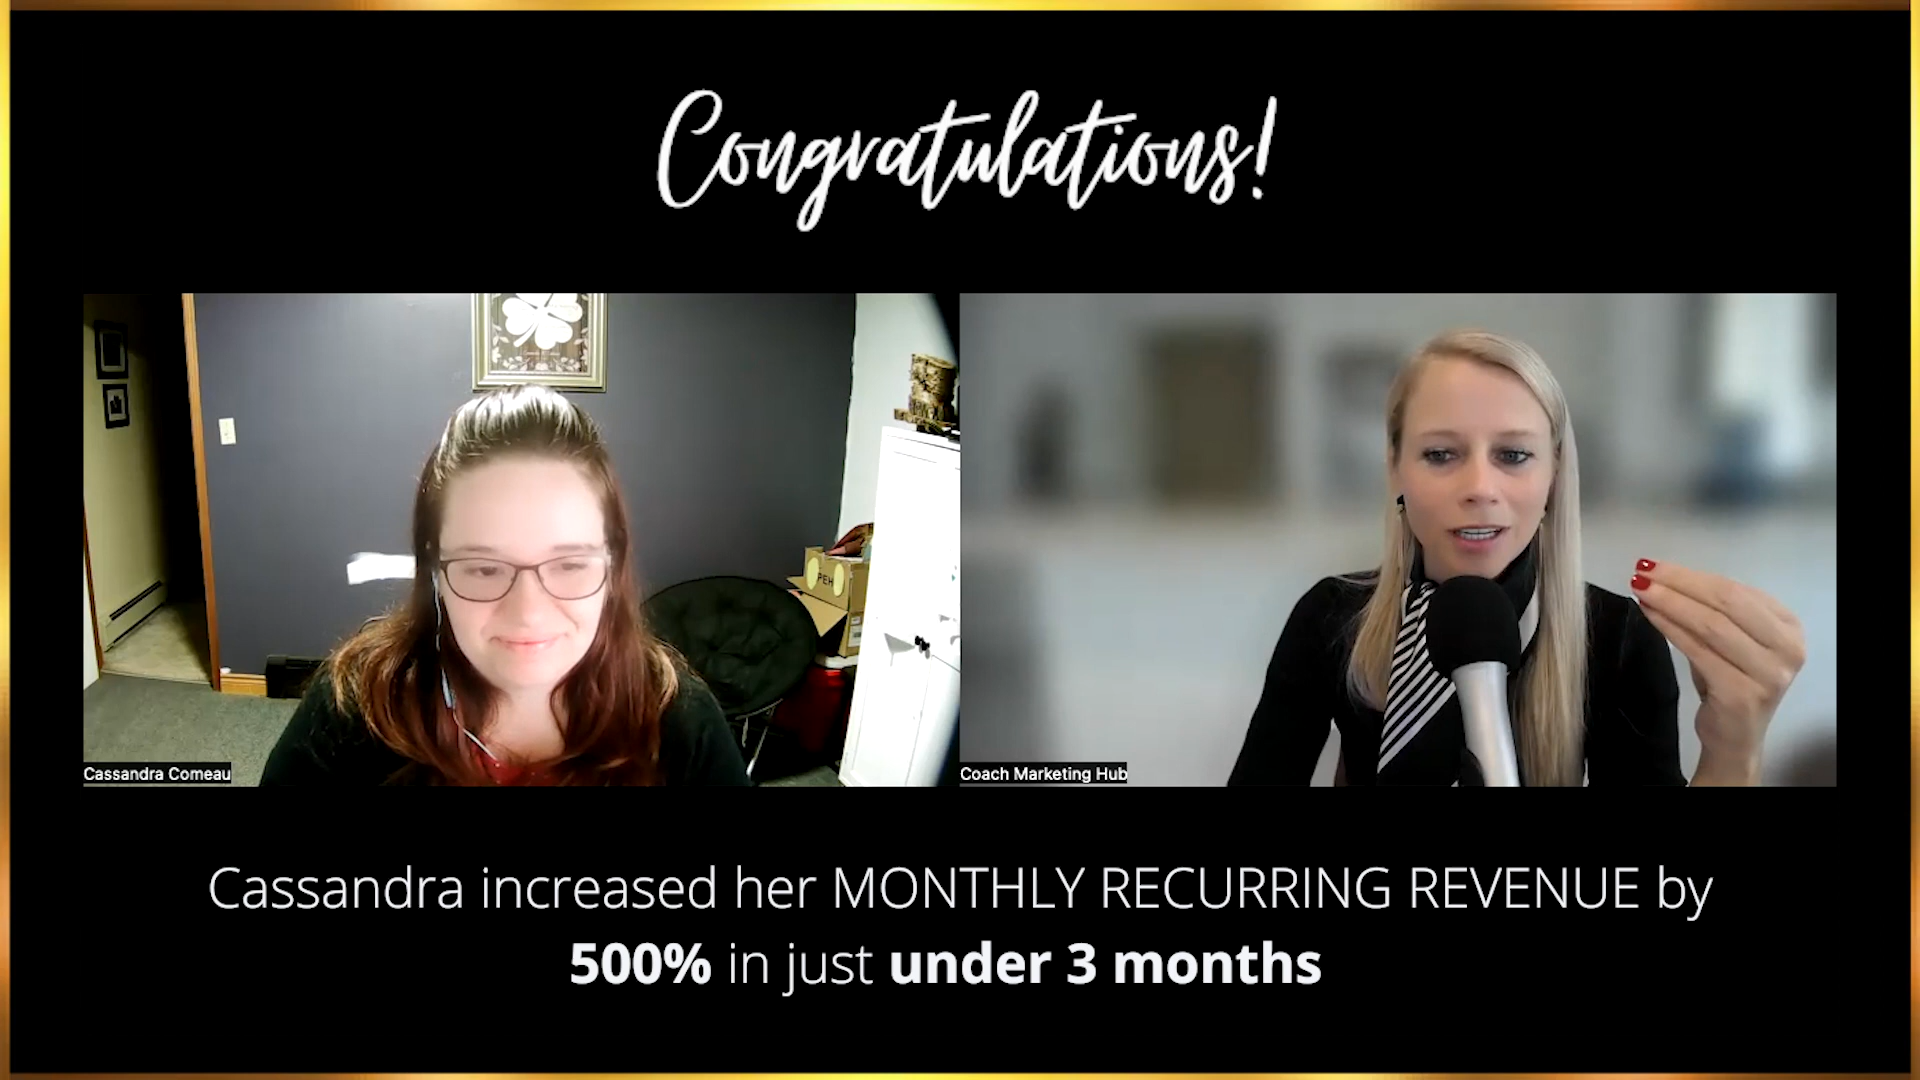 Congratulations!
PEH
Cassandra Comeau
Coach Marketing Hub
Cassandra increased her MONTHLY RECURRING REVENUE by
500% in just under 3 months